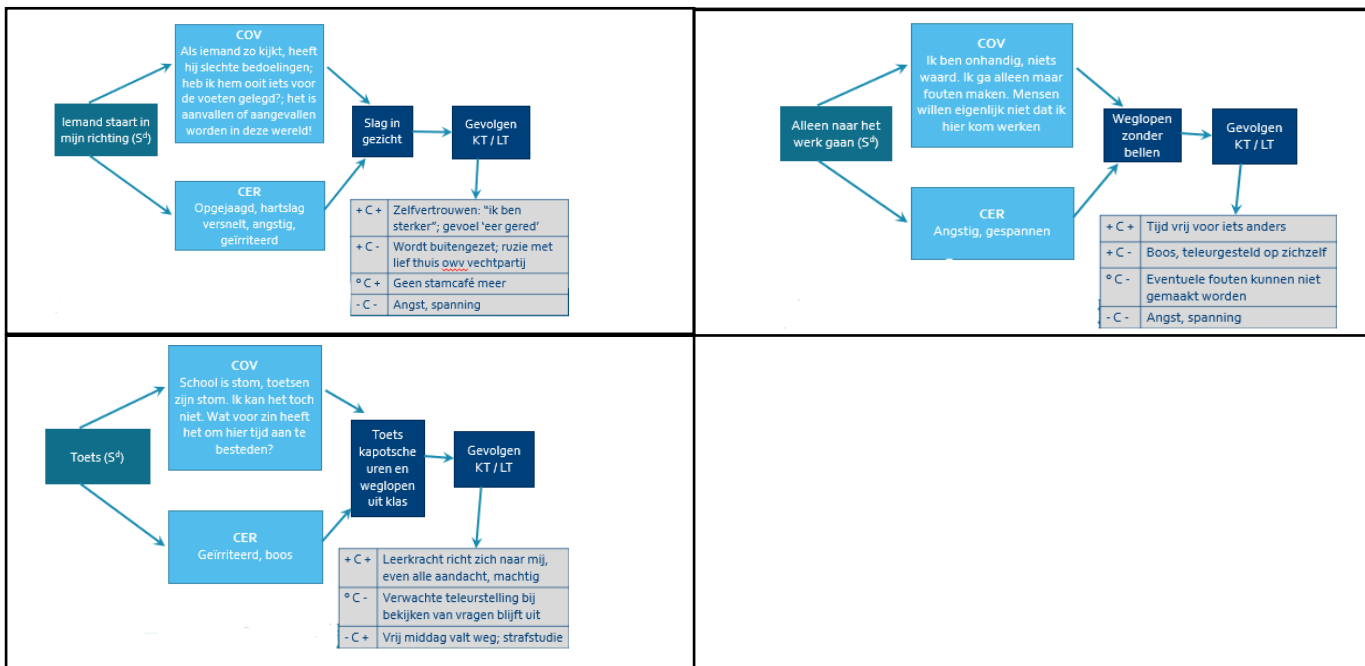 COV
Als iemand zo kijkt, heeft
hij slechte bedoelingen;
heb ik hem ooit iets voor
de voeten gelegd?; het is
aanvallen of aangevallen
worden in deze wereld!
Iemand staart in
mijn richting (Sᵈ)
Slag in
gezicht
Gevolgen
KT / LT
CER
Opgejaagd, hartslag
versnelt, angstig,
geïrriteerd
+ C + Zelfvertrouwen: “ik ben
sterker”; gevoel ‘eer gered’
+ C - Wordt buitengezet; ruzie met
lief thuis owv vechtpartij
° C + Geen stamcafé meer
- C - Angst, spanning
COV
Ik ben onhandig, niets
waard. Ik ga alleen maar
fouten maken. Mensen
willen eigenlijk niet dat ik
hier kom werken
Alleen naar het
werk gaan (Sᵈ)
Weglopen
zonder
bellen
Gevolgen
KT / LT
CER
Angstig, gespannen
+ C + Tijd vrij voor iets anders
+ C - Boos, teleurgesteld op zichzelf
° C - Eventuele fouten kunnen niet
gemaakt worden
- C - Angst, spanning
COV
School is stom, toetsen
zijn stom. Ik kan het toch
niet. Wat voor zin heeft
het om hier tijd aan te
besteden?
Toets (Sᵈ)
Toets
kapotsche
uren en
weglopen
uit klas
Gevolgen
KT / LT
CER
Geïrriteerd, boos
+ C + Leerkracht richt zich naar mij,
even alle aandacht, machtig
° C - Verwachte teleurstelling bij
bekijken van vragen blijft uit
- C + Vrij middag valt weg; strafstudie